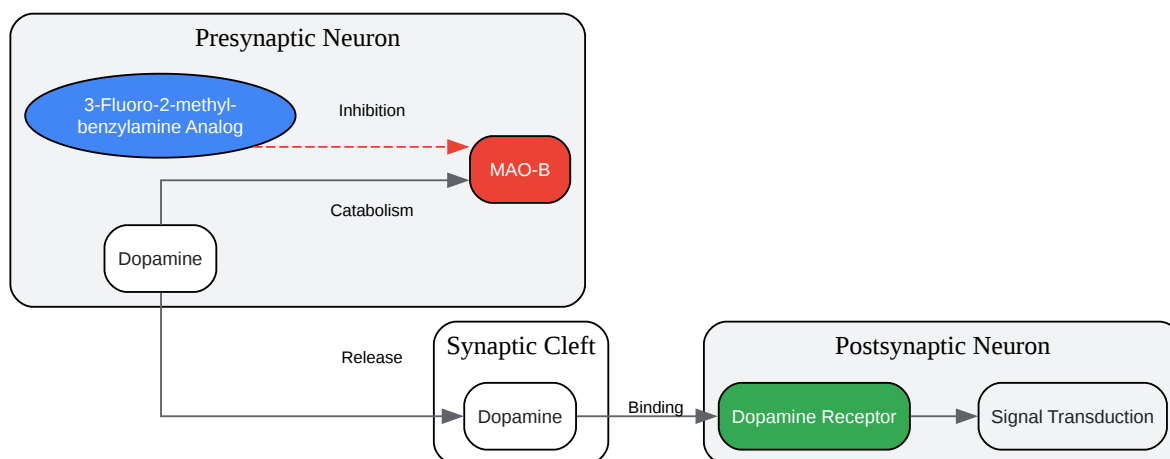 Presynaptic Neuron
3-Fluoro-2-methyl-
benzylamine Analog
Inhibition
MAO-B
Catabolism
Dopamine
Release
Synaptic Cleft
Dopamine
Binding
Postsynaptic Neuron
Dopamine Receptor
Signal Transduction